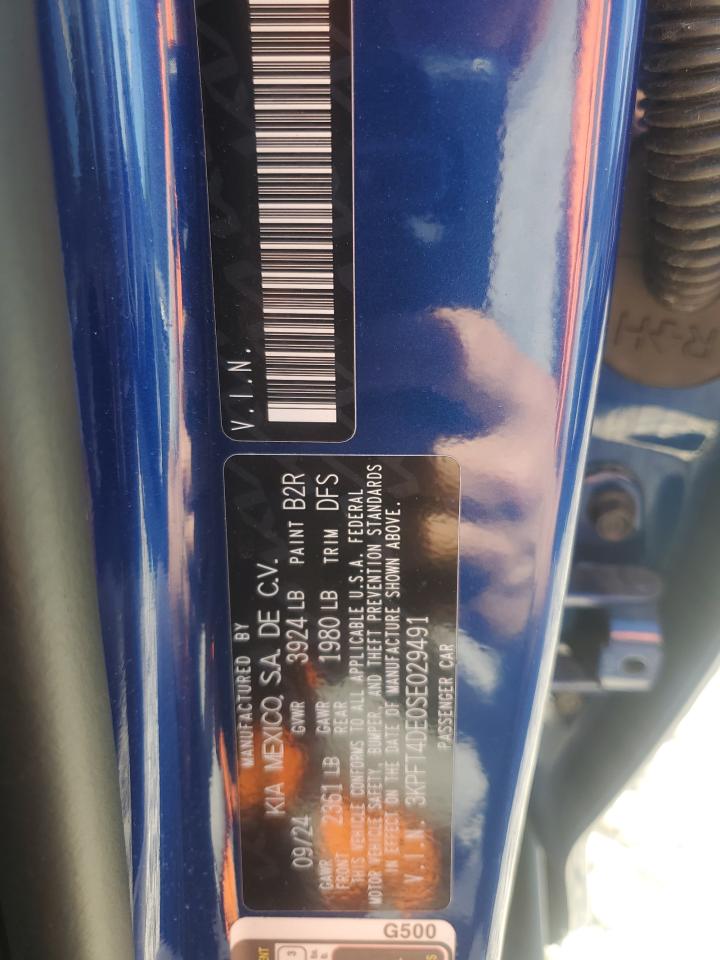 V.I.N.
MANUFACTURED BY
KIA MEXICO, S.A. DE C.V.
09/24 GVWR 3924 LB PAINT B2R
GAWR FRONT 2361 LB GAWR REAR 1980 LB TRIM DFS
THIS VEHICLE CONFORMS TO ALL APPLICABLE U.S.A. FEDERAL
MOTOR VEHICLE SAFETY, BUMPER, AND THEFT PREVENTION STANDARDS
IN EFFECT ON THE DATE OF MANUFACTURE SHOWN ABOVE.
V.I.N. 3KPFT4DE0SE029491
PASSENGER CAR
G500
3